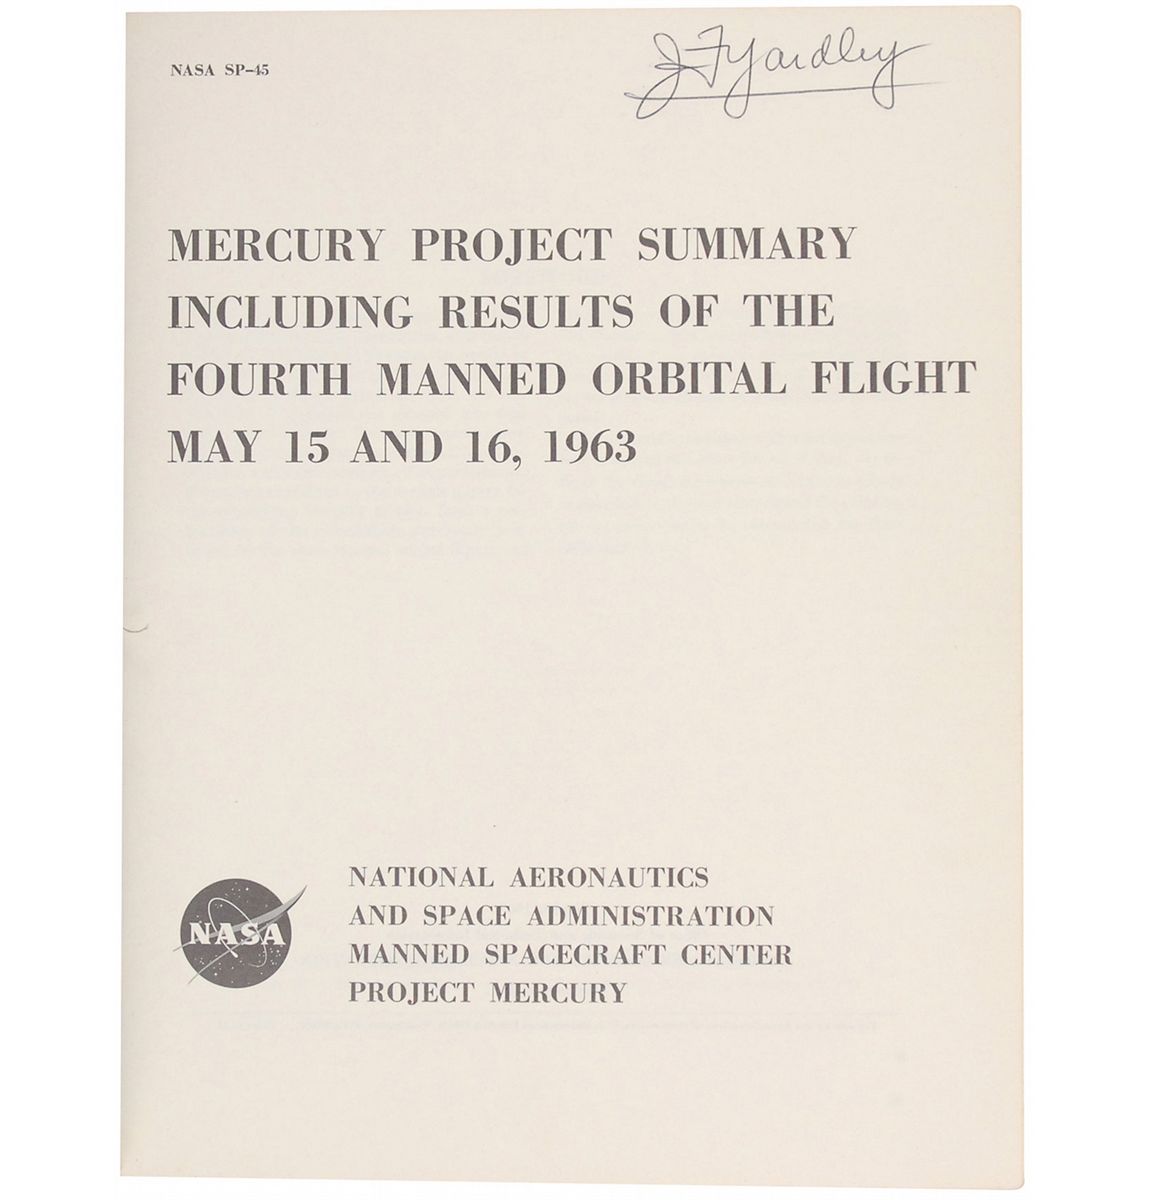 NASA SP-45
J F Yardley
MERCURY PROJECT SUMMARY
INCLUDING RESULTS OF THE
FOURTH MANNED ORBITAL FLIGHT
MAY 15 AND 16, 1963
NASA
NATIONAL AERONAUTICS
AND SPACE ADMINISTRATION
MANNED SPACECRAFT CENTER
PROJECT MERCURY